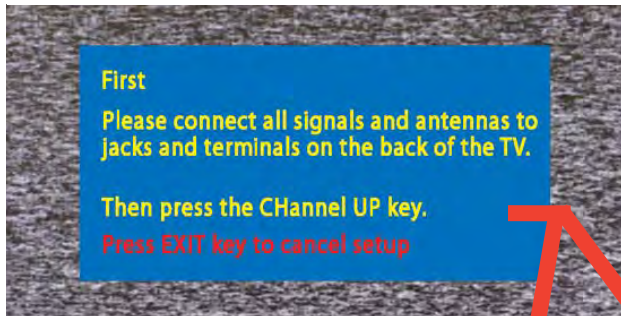 First
Please connect all signals and antennas to
jacks and terminals on the back of the TV.
Then press the CHannel UP key.
Press EXIT key to cancel setup